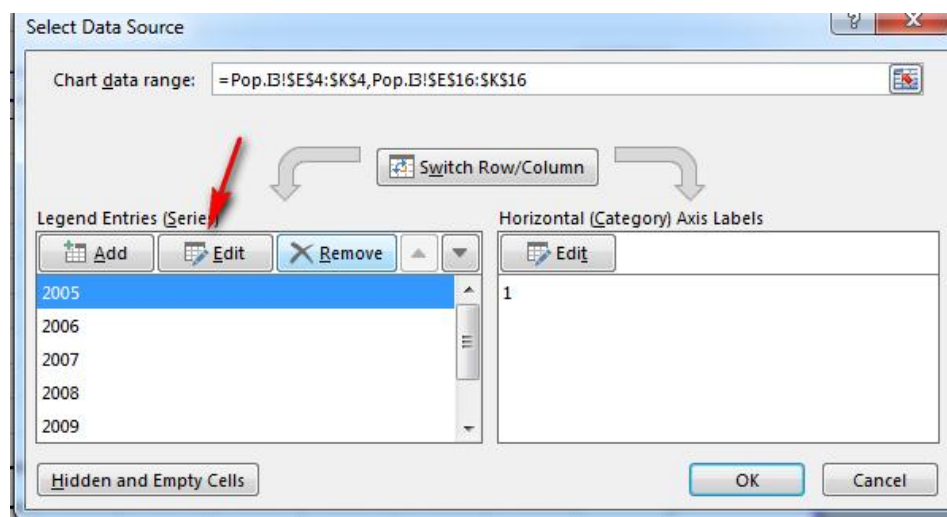 Select Data Source
Chart data range: =Pop.I3!$E$4:$K$4,Pop.I3!$E$16:$K$16
Switch Row/Column
Legend Entries (Series)
Add Edit Remove
2005
2006
2007
2008
2009
Horizontal (Category) Axis Labels
Edit
1
Hidden and Empty Cells
OK Cancel